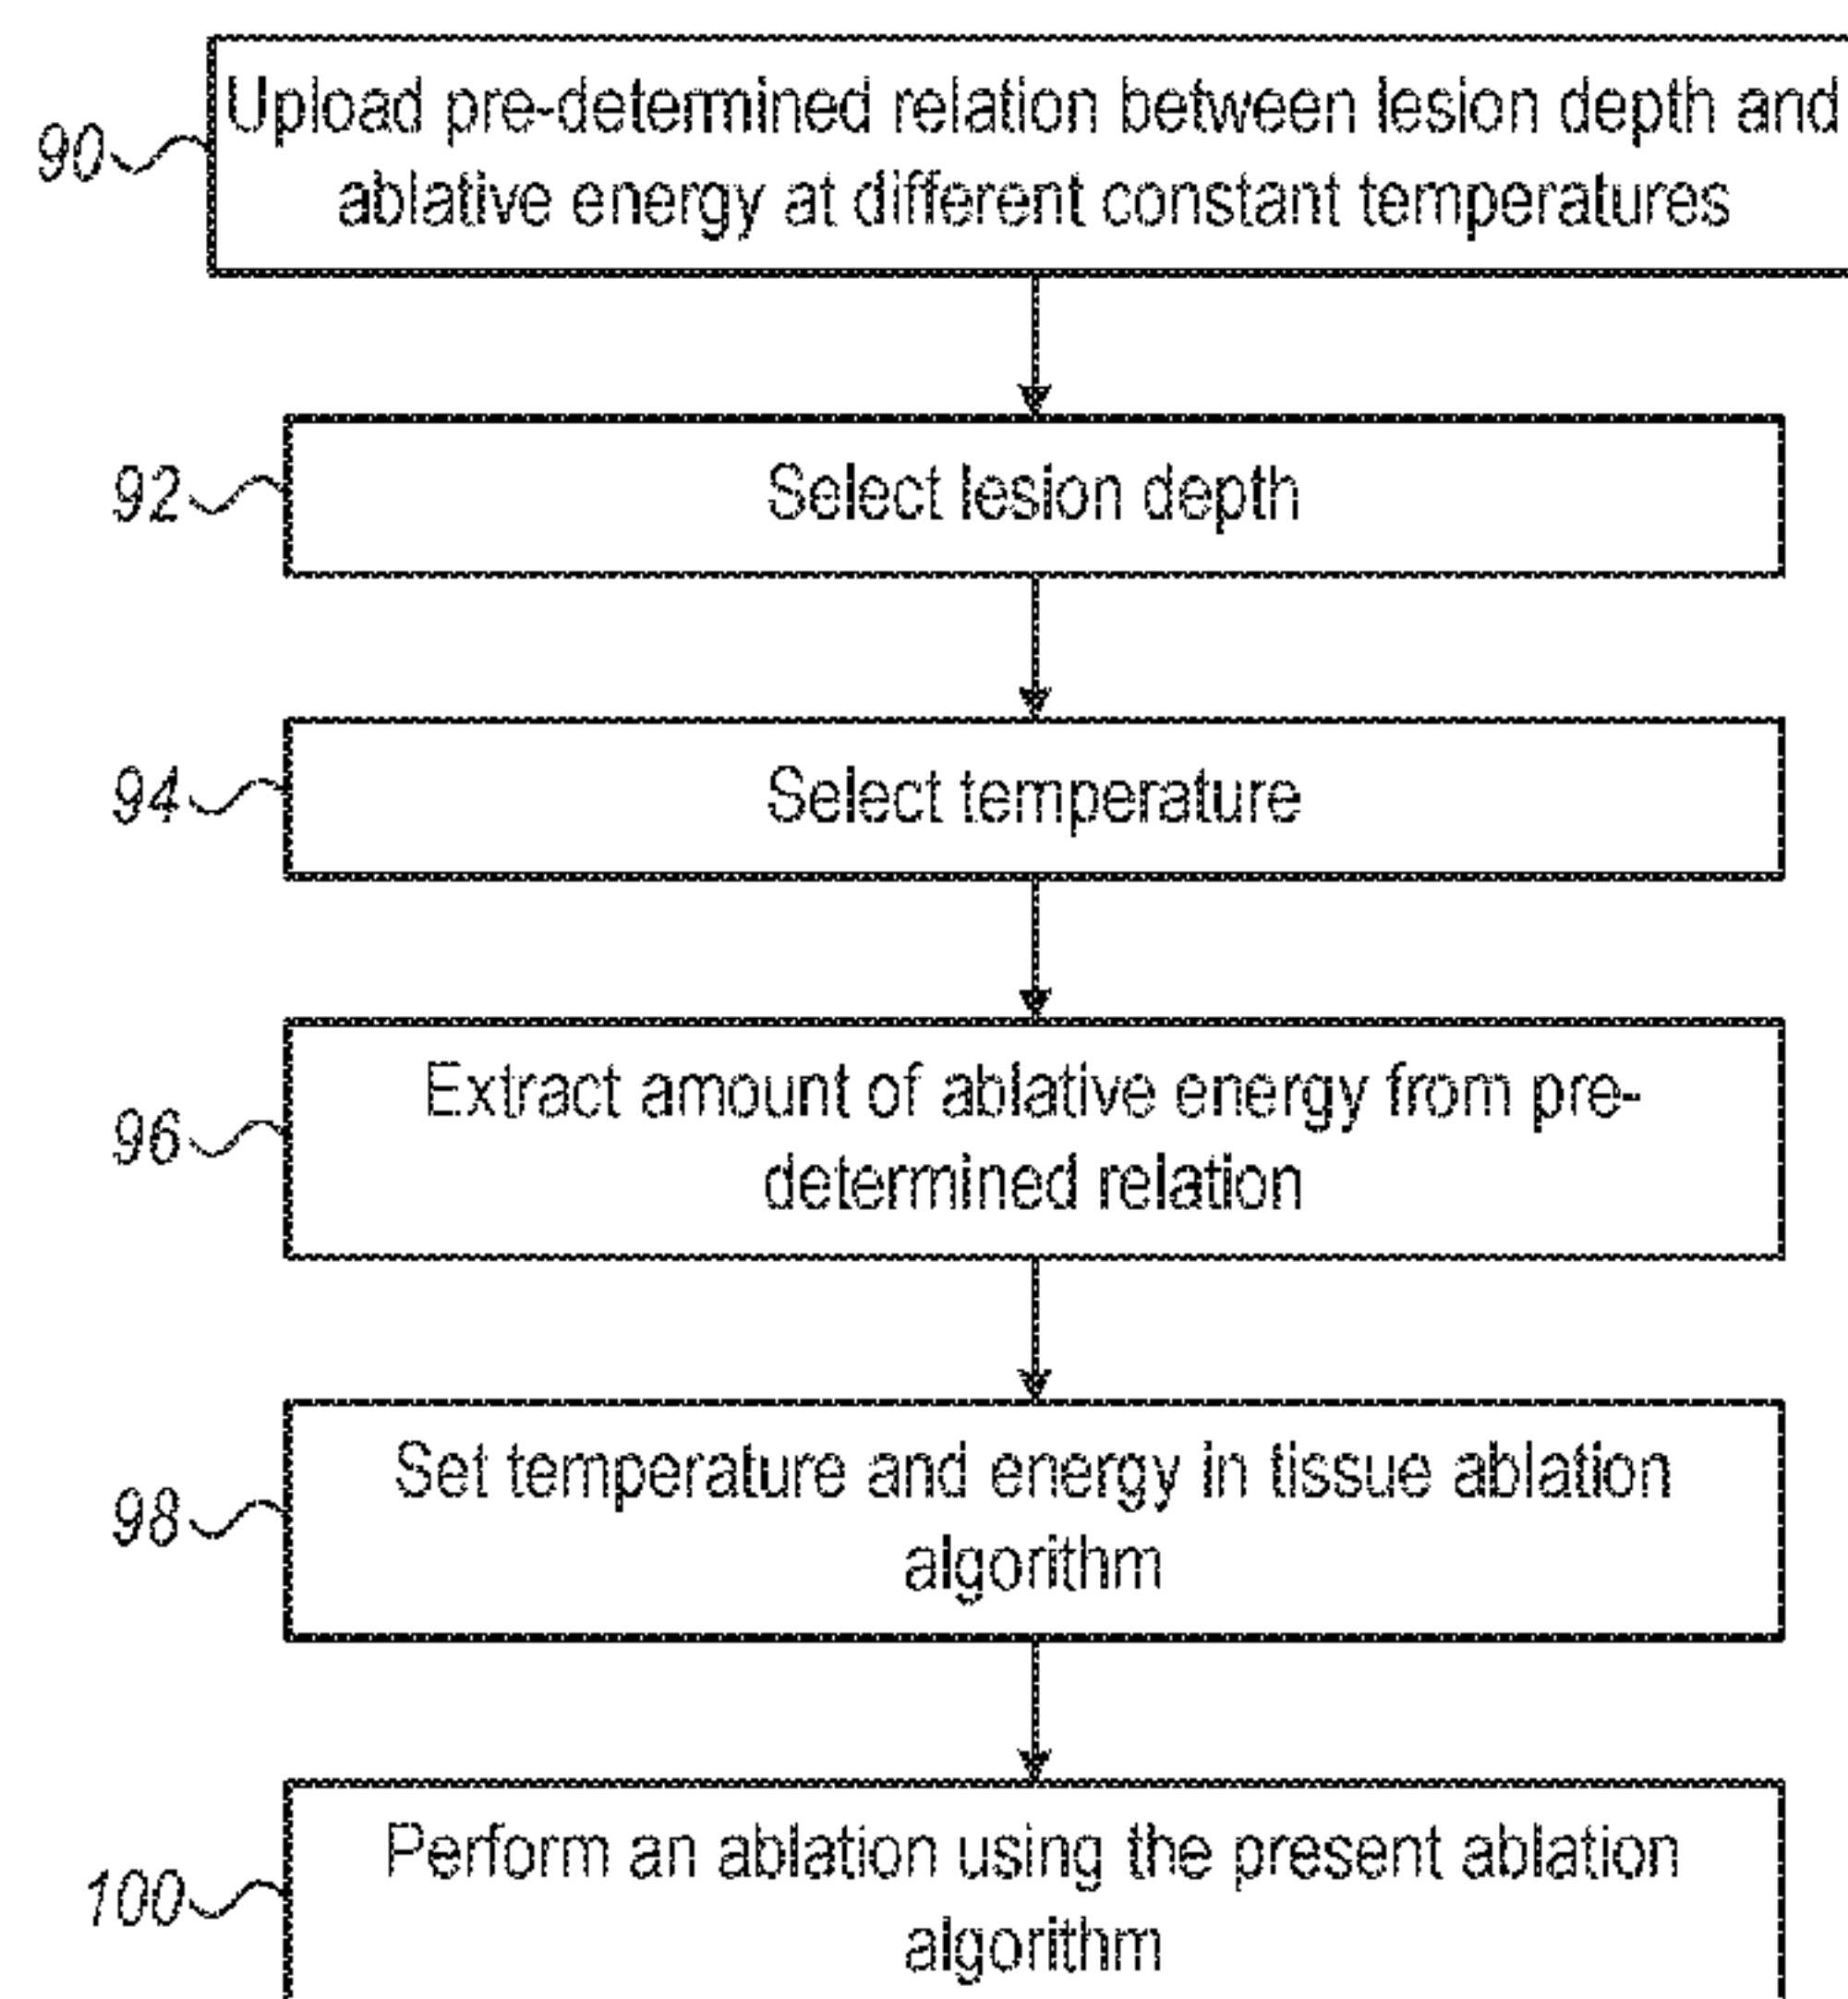 Upload pre-determined relation between lesion depth and
90
ablative energy at different constant temperatures
92
Select lesion depth
94
Select temperature
Extract amount of ablative energy from pre-
96
determined relation
Set temperature and energy in tissue ablation
98
algorithm
Perform an ablation using the present ablation
100
algorithm